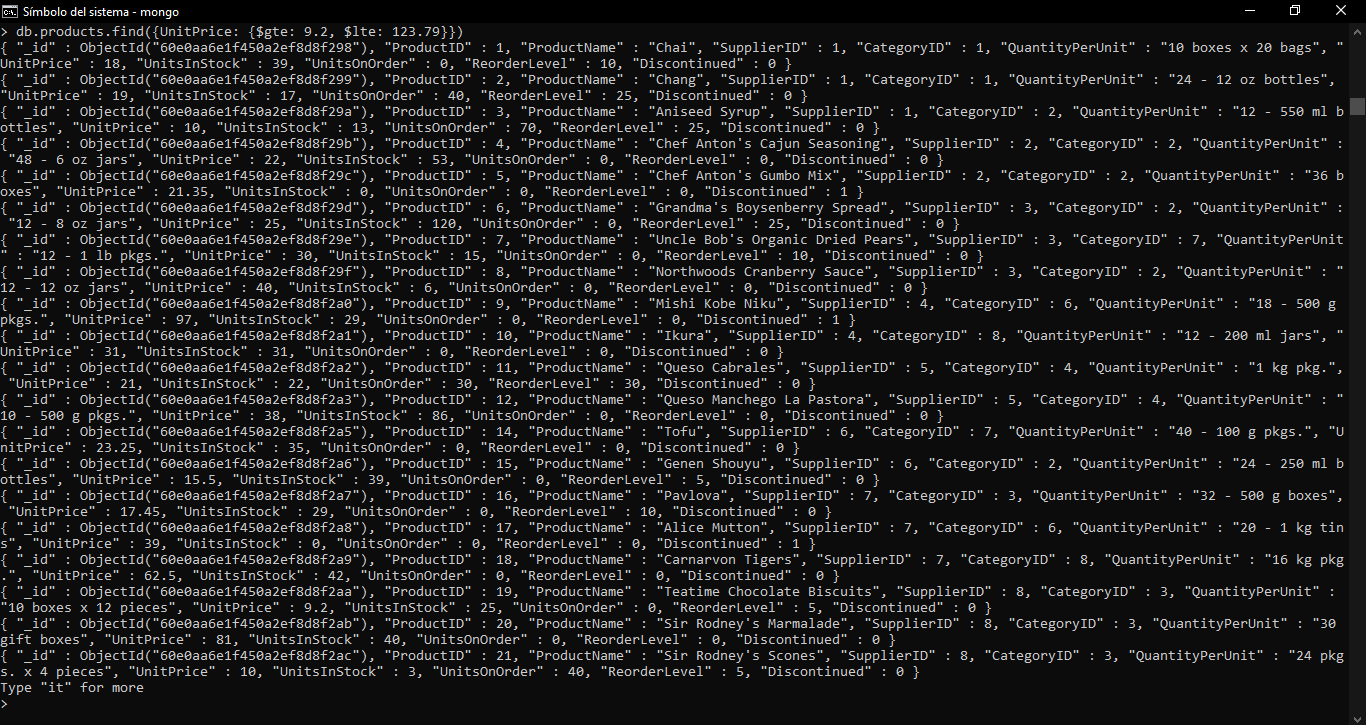 Símbolo del sistema - mongo
> db.products.find({UnitPrice: {$gte: 9.2, $lte: 123.79}})
{ "_id" : ObjectId("60e0aa6e1f450a2ef8d8f298"), "ProductID" : 1, "ProductName" : "Chai", "SupplierID" : 1, "CategoryID" : 1, "QuantityPerUnit" : "10 boxes x 20 bags", "
UnitPrice" : 18, "UnitsInStock" : 39, "UnitsOnOrder" : 0, "ReorderLevel" : 10, "Discontinued" : 0 }
{ "_id" : ObjectId("60e0aa6e1f450a2ef8d8f299"), "ProductID" : 2, "ProductName" : "Chang", "SupplierID" : 1, "CategoryID" : 1, "QuantityPerUnit" : "24 - 12 oz bottles",
"UnitPrice" : 19, "UnitsInStock" : 17, "UnitsOnOrder" : 40, "ReorderLevel" : 25, "Discontinued" : 0 }
{ "_id" : ObjectId("60e0aa6e1f450a2ef8d8f29a"), "ProductID" : 3, "ProductName" : "Aniseed Syrup", "SupplierID" : 1, "CategoryID" : 2, "QuantityPerUnit" : "12 - 550 ml b
ottles", "UnitPrice" : 10, "UnitsInStock" : 13, "UnitsOnOrder" : 70, "ReorderLevel" : 25, "Discontinued" : 0 }
{ "_id" : ObjectId("60e0aa6e1f450a2ef8d8f29b"), "ProductID" : 4, "ProductName" : "Chef Anton's Cajun Seasoning", "SupplierID" : 2, "CategoryID" : 2, "QuantityPerUnit" :
"48 - 6 oz jars", "UnitPrice" : 22, "UnitsInStock" : 53, "UnitsOnOrder" : 0, "ReorderLevel" : 0, "Discontinued" : 0 }
{ "_id" : ObjectId("60e0aa6e1f450a2ef8d8f29c"), "ProductID" : 5, "ProductName" : "Chef Anton's Gumbo Mix", "SupplierID" : 2, "CategoryID" : 2, "QuantityPerUnit" : "36 b
oxes", "UnitPrice" : 21.35, "UnitsInStock" : 0, "UnitsOnOrder" : 0, "ReorderLevel" : 0, "Discontinued" : 1 }
{ "_id" : ObjectId("60e0aa6e1f450a2ef8d8f29d"), "ProductID" : 6, "ProductName" : "Grandma's Boysenberry Spread", "SupplierID" : 3, "CategoryID" : 2, "QuantityPerUnit" :
"12 - 8 oz jars", "UnitPrice" : 25, "UnitsInStock" : 120, "UnitsOnOrder" : 0, "ReorderLevel" : 25, "Discontinued" : 0 }
{ "_id" : ObjectId("60e0aa6e1f450a2ef8d8f29e"), "ProductID" : 7, "ProductName" : "Uncle Bob's Organic Dried Pears", "SupplierID" : 3, "CategoryID" : 7, "QuantityPerUnit
" : "12 - 1 lb pkgs.", "UnitPrice" : 30, "UnitsInStock" : 15, "UnitsOnOrder" : 0, "ReorderLevel" : 10, "Discontinued" : 0 }
{ "_id" : ObjectId("60e0aa6e1f450a2ef8d8f29f"), "ProductID" : 8, "ProductName" : "Northwoods Cranberry Sauce", "SupplierID" : 3, "CategoryID" : 2, "QuantityPerUnit" : "
12 - 12 oz jars", "UnitPrice" : 40, "UnitsInStock" : 6, "UnitsOnOrder" : 0, "ReorderLevel" : 0, "Discontinued" : 0 }
{ "_id" : ObjectId("60e0aa6e1f450a2ef8d8f2a0"), "ProductID" : 9, "ProductName" : "Mishi Kobe Niku", "SupplierID" : 4, "CategoryID" : 6, "QuantityPerUnit" : "18 - 500 g
pkgs.", "UnitPrice" : 97, "UnitsInStock" : 29, "UnitsOnOrder" : 0, "ReorderLevel" : 0, "Discontinued" : 1 }
{ "_id" : ObjectId("60e0aa6e1f450a2ef8d8f2a1"), "ProductID" : 10, "ProductName" : "Ikura", "SupplierID" : 4, "CategoryID" : 8, "QuantityPerUnit" : "12 - 200 ml jars", "
UnitPrice" : 31, "UnitsInStock" : 31, "UnitsOnOrder" : 0, "ReorderLevel" : 0, "Discontinued" : 0 }
{ "_id" : ObjectId("60e0aa6e1f450a2ef8d8f2a2"), "ProductID" : 11, "ProductName" : "Queso Cabrales", "SupplierID" : 5, "CategoryID" : 4, "QuantityPerUnit" : "1 kg pkg.",
"UnitPrice" : 21, "UnitsInStock" : 22, "UnitsOnOrder" : 30, "ReorderLevel" : 30, "Discontinued" : 0 }
{ "_id" : ObjectId("60e0aa6e1f450a2ef8d8f2a3"), "ProductID" : 12, "ProductName" : "Queso Manchego La Pastora", "SupplierID" : 5, "CategoryID" : 4, "QuantityPerUnit" : "
10 - 500 g pkgs.", "UnitPrice" : 38, "UnitsInStock" : 86, "UnitsOnOrder" : 0, "ReorderLevel" : 0, "Discontinued" : 0 }
{ "_id" : ObjectId("60e0aa6e1f450a2ef8d8f2a5"), "ProductID" : 14, "ProductName" : "Tofu", "SupplierID" : 6, "CategoryID" : 7, "QuantityPerUnit" : "40 - 100 g pkgs.", "U
nitPrice" : 23.25, "UnitsInStock" : 35, "UnitsOnOrder" : 0, "ReorderLevel" : 0, "Discontinued" : 0 }
{ "_id" : ObjectId("60e0aa6e1f450a2ef8d8f2a6"), "ProductID" : 15, "ProductName" : "Genen Shouyu", "SupplierID" : 6, "CategoryID" : 2, "QuantityPerUnit" : "24 - 250 ml b
ottles", "UnitPrice" : 15.5, "UnitsInStock" : 39, "UnitsOnOrder" : 0, "ReorderLevel" : 5, "Discontinued" : 0 }
{ "_id" : ObjectId("60e0aa6e1f450a2ef8d8f2a7"), "ProductID" : 16, "ProductName" : "Pavlova", "SupplierID" : 7, "CategoryID" : 3, "QuantityPerUnit" : "32 - 500 g boxes",
"UnitPrice" : 17.45, "UnitsInStock" : 29, "UnitsOnOrder" : 0, "ReorderLevel" : 10, "Discontinued" : 0 }
{ "_id" : ObjectId("60e0aa6e1f450a2ef8d8f2a8"), "ProductID" : 17, "ProductName" : "Alice Mutton", "SupplierID" : 7, "CategoryID" : 6, "QuantityPerUnit" : "20 - 1 kg tin
s", "UnitPrice" : 39, "UnitsInStock" : 0, "UnitsOnOrder" : 0, "ReorderLevel" : 0, "Discontinued" : 1 }
{ "_id" : ObjectId("60e0aa6e1f450a2ef8d8f2a9"), "ProductID" : 18, "ProductName" : "Carnarvon Tigers", "SupplierID" : 7, "CategoryID" : 8, "QuantityPerUnit" : "16 kg pkg
.", "UnitPrice" : 62.5, "UnitsInStock" : 42, "UnitsOnOrder" : 0, "ReorderLevel" : 0, "Discontinued" : 0 }
{ "_id" : ObjectId("60e0aa6e1f450a2ef8d8f2aa"), "ProductID" : 19, "ProductName" : "Teatime Chocolate Biscuits", "SupplierID" : 8, "CategoryID" : 3, "QuantityPerUnit" :
"10 boxes x 12 pieces", "UnitPrice" : 9.2, "UnitsInStock" : 25, "UnitsOnOrder" : 0, "ReorderLevel" : 5, "Discontinued" : 0 }
{ "_id" : ObjectId("60e0aa6e1f450a2ef8d8f2ab"), "ProductID" : 20, "ProductName" : "Sir Rodney's Marmalade", "SupplierID" : 8, "CategoryID" : 3, "QuantityPerUnit" : "30
gift boxes", "UnitPrice" : 81, "UnitsInStock" : 40, "UnitsOnOrder" : 0, "ReorderLevel" : 0, "Discontinued" : 0 }
{ "_id" : ObjectId("60e0aa6e1f450a2ef8d8f2ac"), "ProductID" : 21, "ProductName" : "Sir Rodney's Scones", "SupplierID" : 8, "CategoryID" : 3, "QuantityPerUnit" : "24 pkg
s. x 4 pieces", "UnitPrice" : 10, "UnitsInStock" : 3, "UnitsOnOrder" : 40, "ReorderLevel" : 5, "Discontinued" : 0 }
Type "it" for more
>